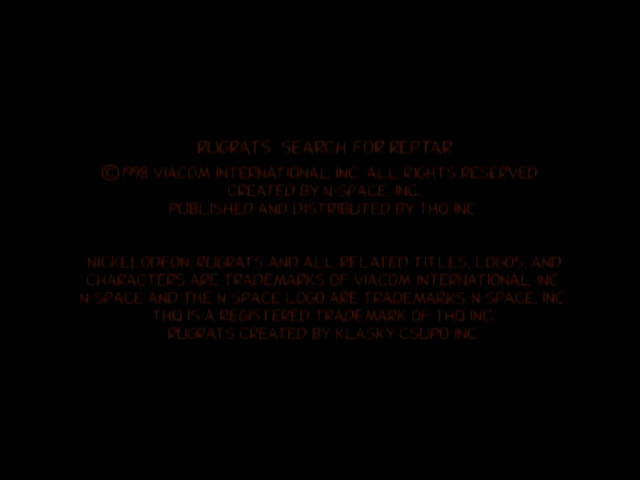 RUGRATS SEARCH FOR REPTAR
©1998 VIACOM INTERNATIONAL INC. ALL RIGHTS RESERVED
CREATED BY N-SPACE, INC.
PUBLISHED AND DISTRIBUTED BY THQ INC.
NICKELODEON, RUGRATS AND ALL RELATED TITLES, LOGOS, AND
CHARACTERS ARE TRADEMARKS OF VIACOM INTERNATIONAL INC.
N SPACE AND THE N SPACE LOGO ARE TRADEMARKS N SPACE, INC.
THQ IS A REGISTERED TRADEMARK OF THQ INC.
RUGRATS CREATED BY KLASKY CSUPO INC.